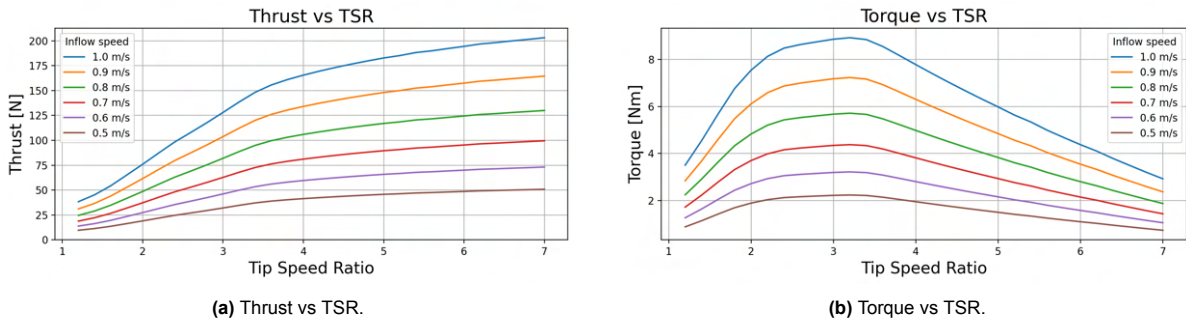 Thrust vs TSR
Thrust [N]
200
175
150
125
100
75
50
25
0
Inflow speed
1.0 m/s
0.9 m/s
0.8 m/s
0.7 m/s
0.6 m/s
0.5 m/s
1 2 3 4 5 6 7
Tip Speed Ratio
(a) Thrust vs TSR.
Torque vs TSR
Torque [Nm]
8
6
4
2
Inflow speed
1.0 m/s
0.9 m/s
0.8 m/s
0.7 m/s
0.6 m/s
0.5 m/s
1 2 3 4 5 6 7
Tip Speed Ratio
(b) Torque vs TSR.